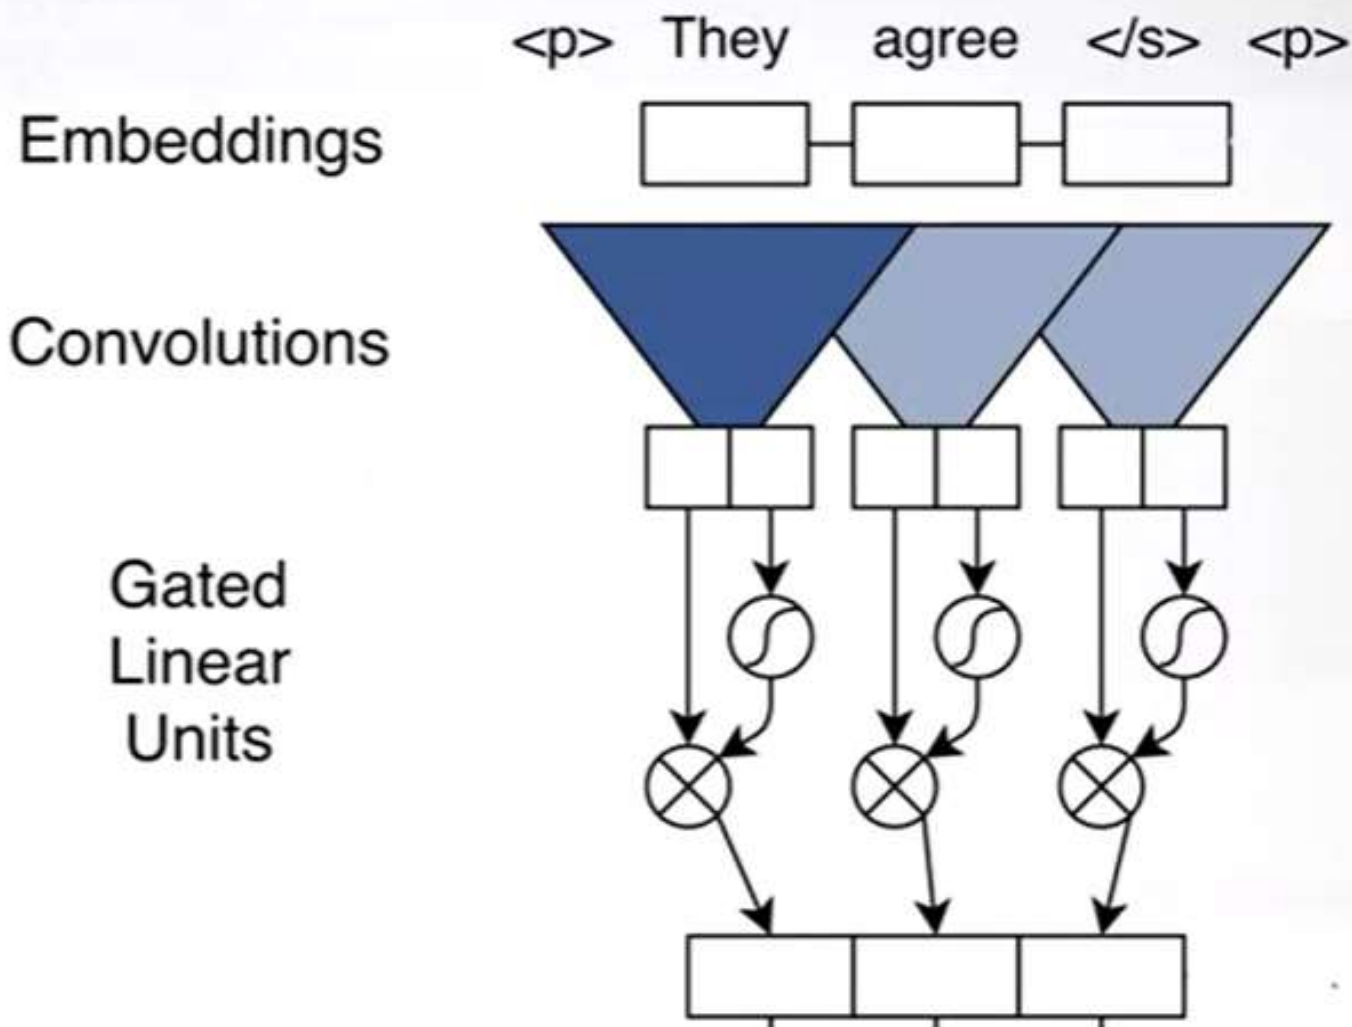 <p> They agree </s> <p>
Embeddings
Convolutions
Gated
Linear
Units